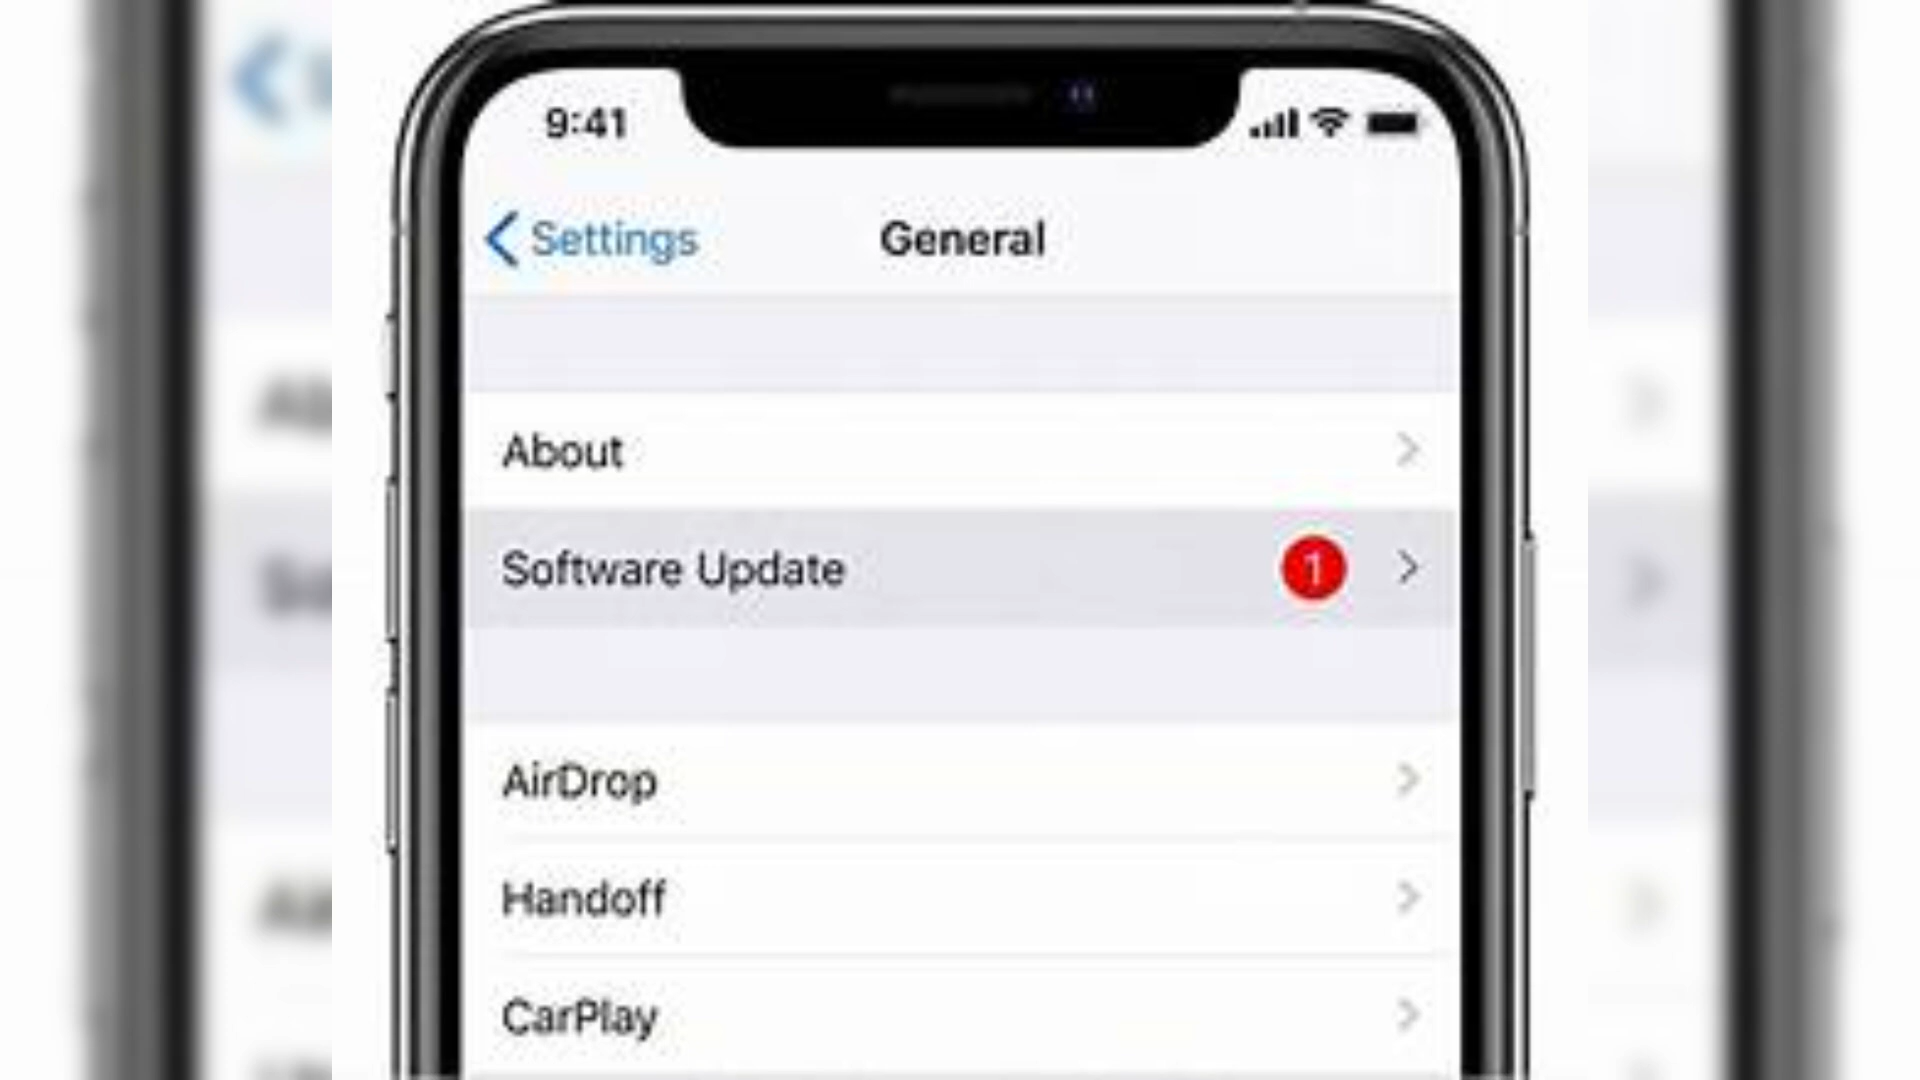 9:41
Settings
General
About
Software Update 1
AirDrop
Handoff
CarPlay